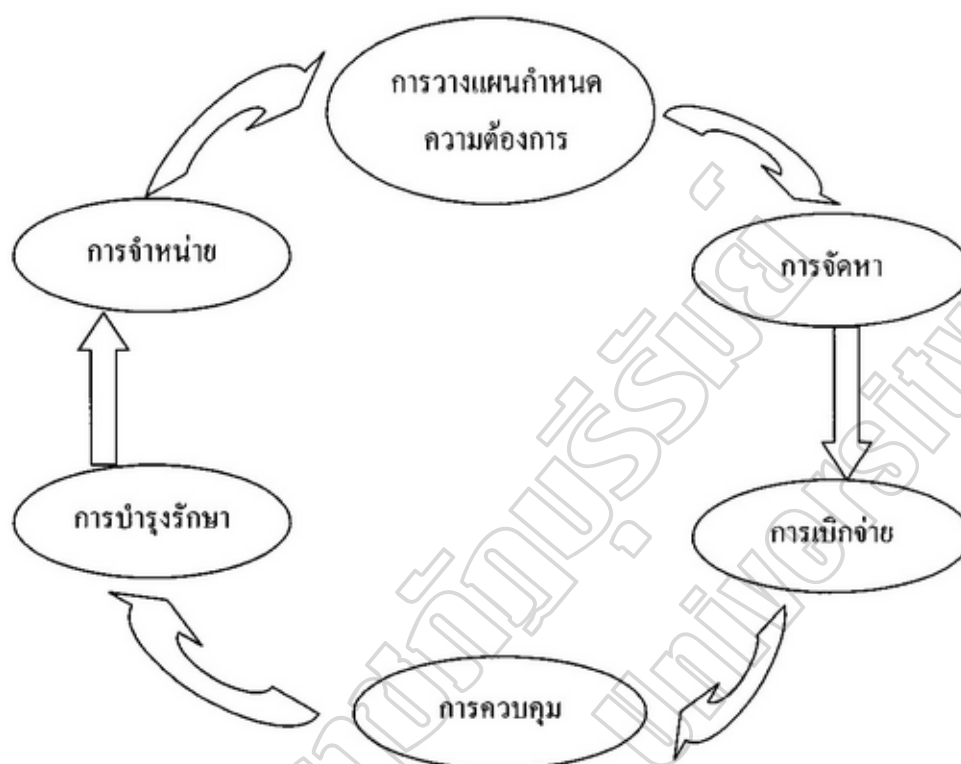 การวางแผนกำหนด
ความต้องการ
การจำหน่าย
การจัดหา
การบำรุงรักษา
การเบิกจ่าย
การควบคุม
University